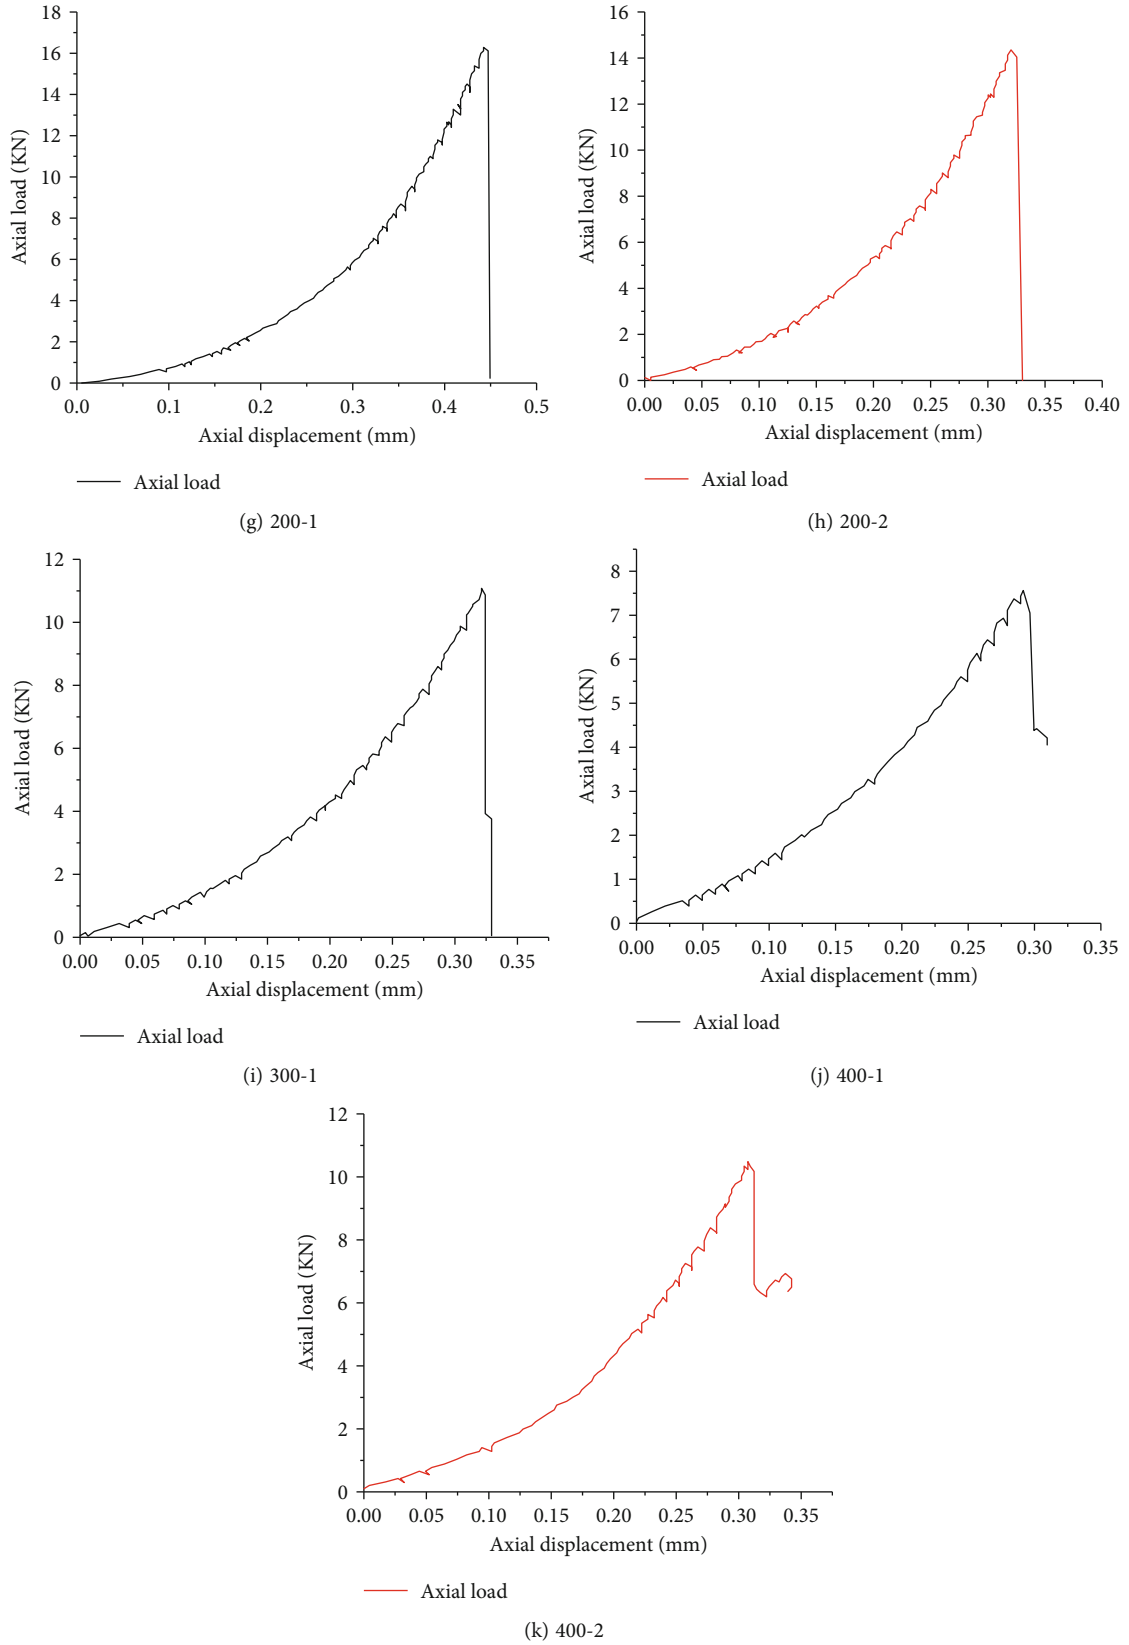 18
16
14
12
10
8
6
4
2
0
Axial load (KN)
0.0 0.1 0.2 0.3 0.4 0.5
Axial displacement (mm)
Axial load
(g) 200-1
16
14
12
10
8
6
4
2
0
Axial load (KN)
0.00 0.05 0.10 0.15 0.20 0.25 0.30 0.35 0.40
Axial displacement (mm)
Axial load
(h) 200-2
12
10
8
6
4
2
0
Axial load (KN)
0.00 0.05 0.10 0.15 0.20 0.25 0.30 0.35
Axial displacement (mm)
Axial load
(i) 300-1
8
7
6
5
4
3
2
1
0
Axial load (KN)
0.00 0.05 0.10 0.15 0.20 0.25 0.30 0.35
Axial displacement (mm)
Axial load
(j) 400-1
12
10
8
6
4
2
0
Axial load (KN)
0.00 0.05 0.10 0.15 0.20 0.25 0.30 0.35
Axial displacement (mm)
Axial load
(k) 400-2